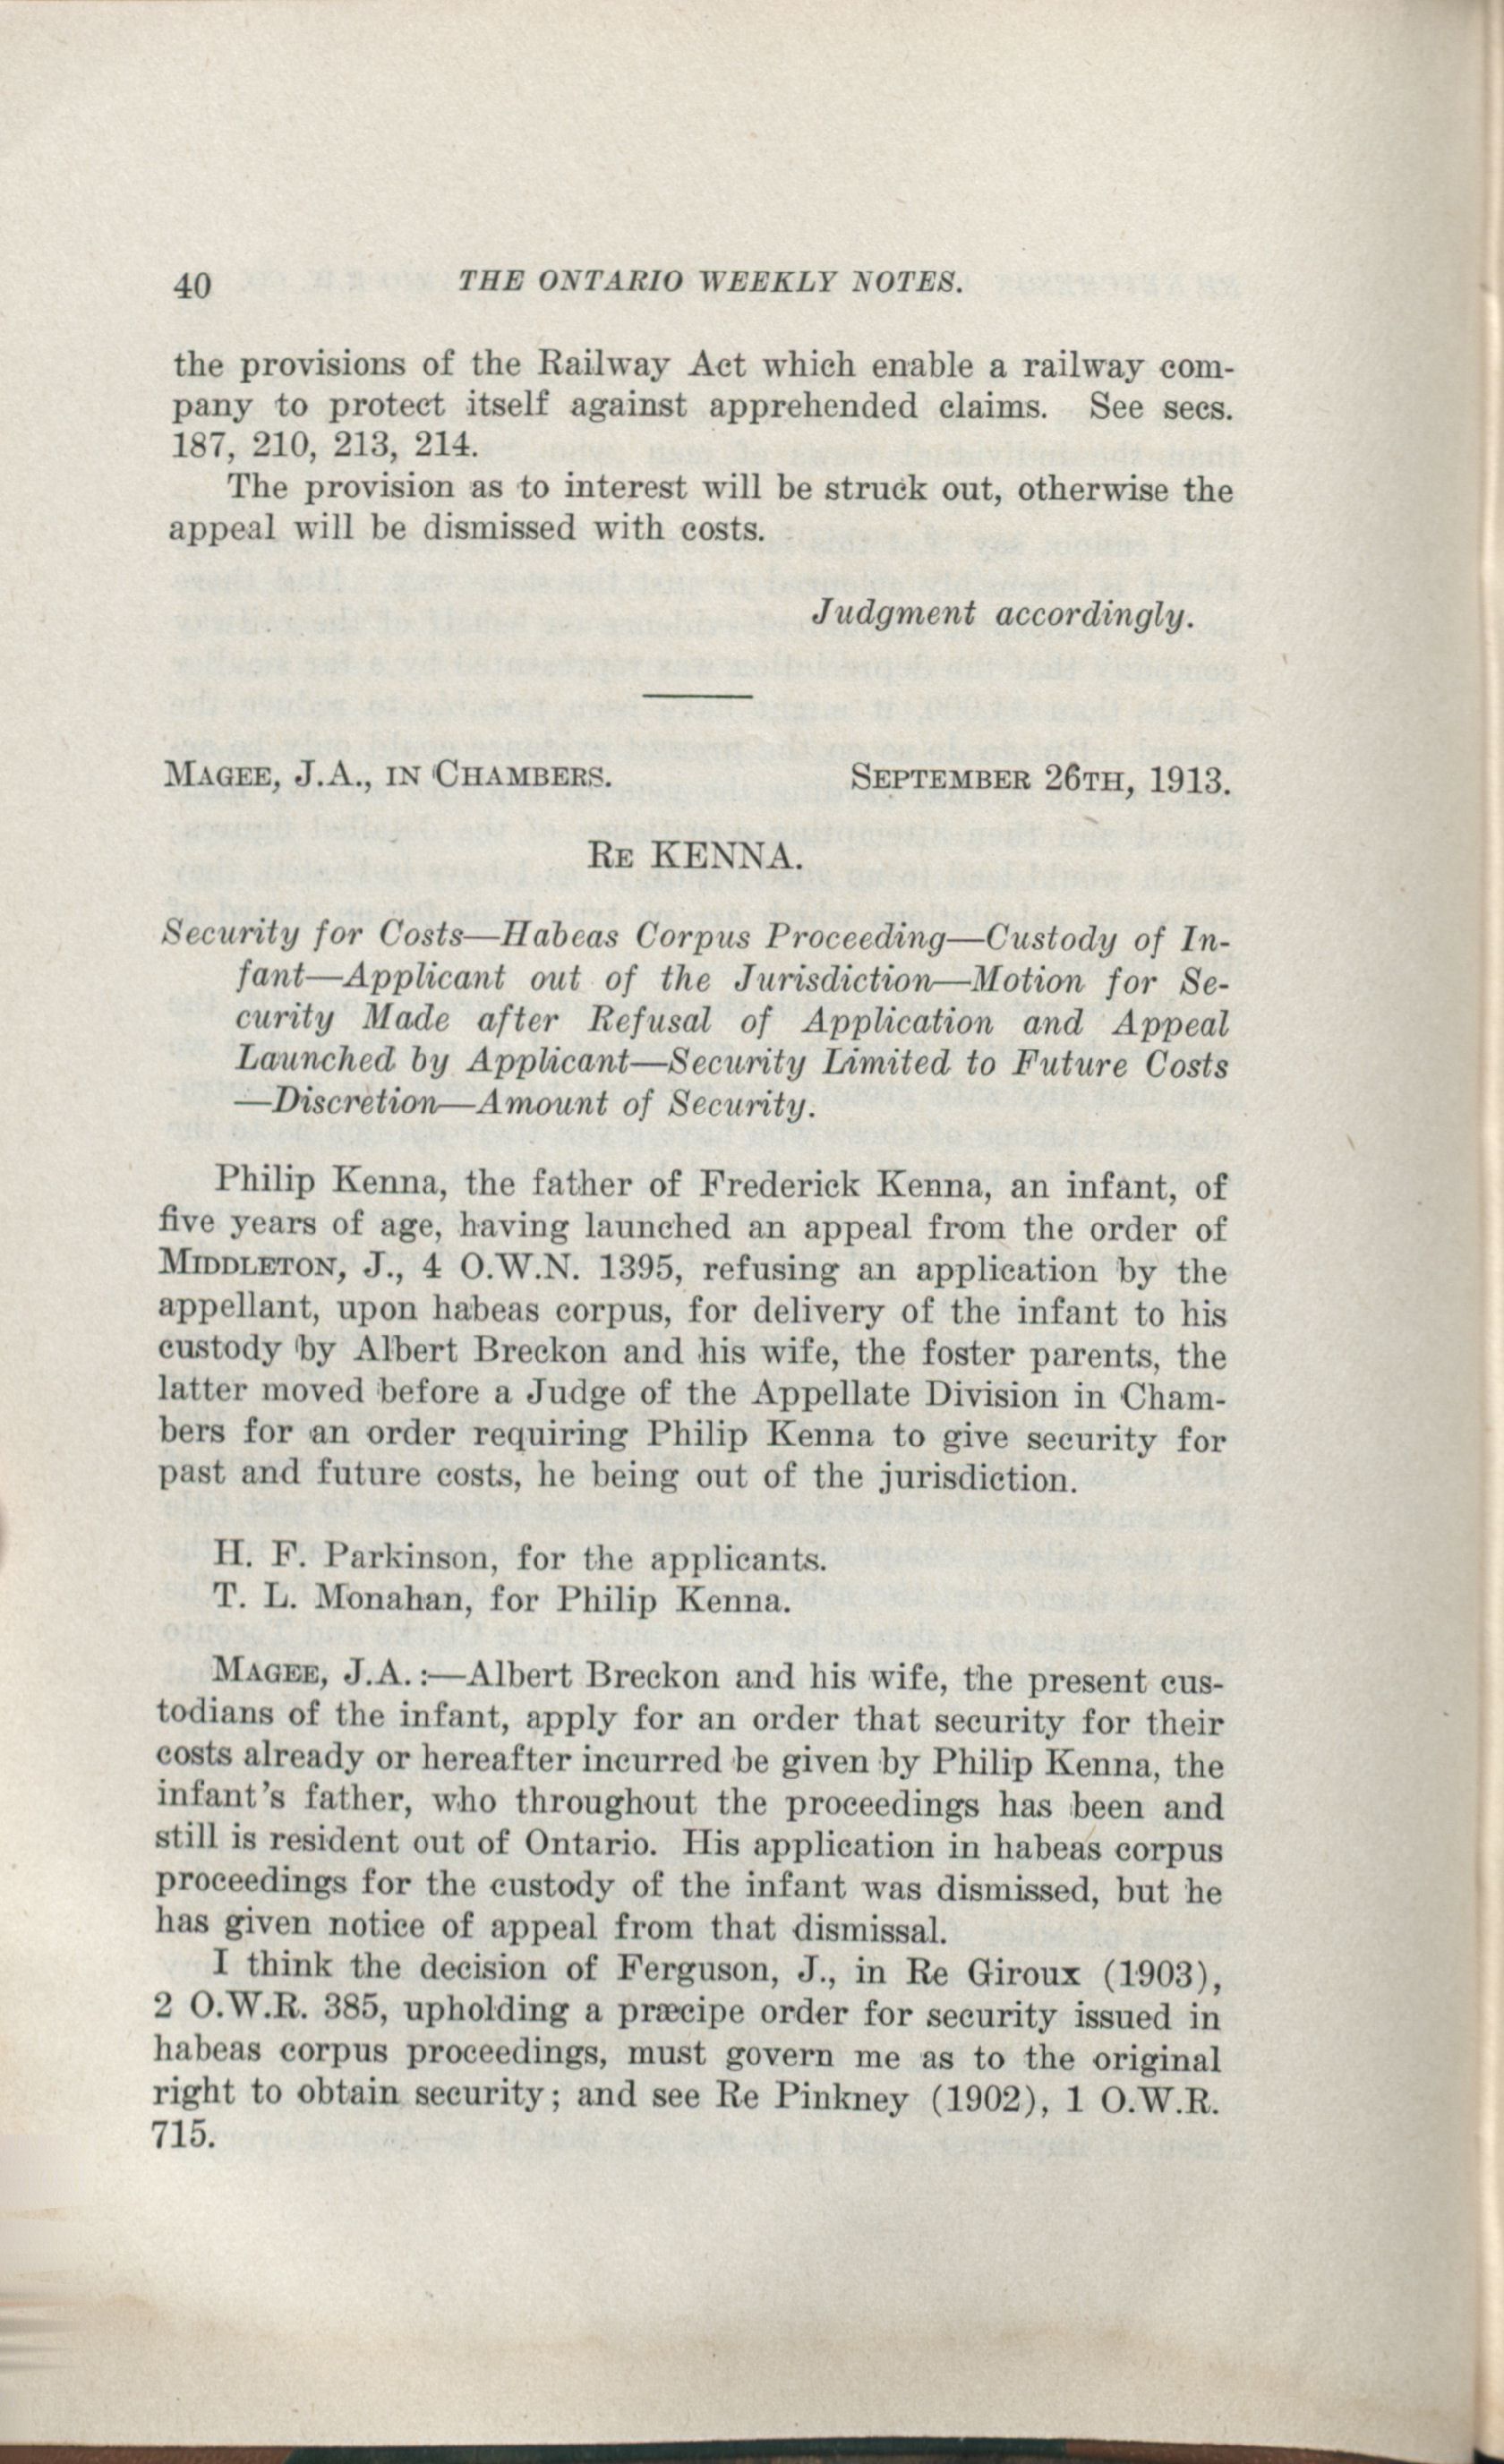 40 THE ONTARIO WEEKLY NOTES.
the provisions of the Railway Act which enable a railway com-
pany to protect itself against apprehended claims. See secs.
187, 210, 213, 214.
The provision as to interest will be struck out, otherwise the
appeal will be dismissed with costs.
Judgment accordingly.
MAGEE, J.A., IN CHAMBERS. SEPTEMBER 26TH, 1913.
RE KENNA.
Security for Costs—Habeas Corpus Proceeding—Custody of In-
fant—Applicant out of the Jurisdiction—Motion for Se-
curity Made after Refusal of Application and Appeal
Launched by Applicant—Security Limited to Future Costs
—Discretion—Amount of Security.
Philip Kenna, the father of Frederick Kenna, an infant, of
five years of age, having launched an appeal from the order of
MIDDLETON, J., 4 O.W.N. 1395, refusing an application by the
appellant, upon habeas corpus, for delivery of the infant to his
custody by Albert Breckon and his wife, the foster parents, the
latter moved before a Judge of the Appellate Division in Cham-
bers for an order requiring Philip Kenna to give security for
past and future costs, he being out of the jurisdiction.
H. F. Parkinson, for the applicants.
T. L. Monahan, for Philip Kenna.
MAGEE, J.A.:—Albert Breckon and his wife, the present cus-
todians of the infant, apply for an order that security for their
costs already or hereafter incurred be given by Philip Kenna, the
infant's father, who throughout the proceedings has been and
still is resident out of Ontario. His application in habeas corpus
proceedings for the custody of the infant was dismissed, but he
has given notice of appeal from that dismissal.
I think the decision of Ferguson, J., in Re Giroux (1903),
2 O.W.R. 385, upholding a præcipe order for security issued in
habeas corpus proceedings, must govern me as to the original
right to obtain security; and see Re Pinkney (1902), 1 O.W.R.
715.